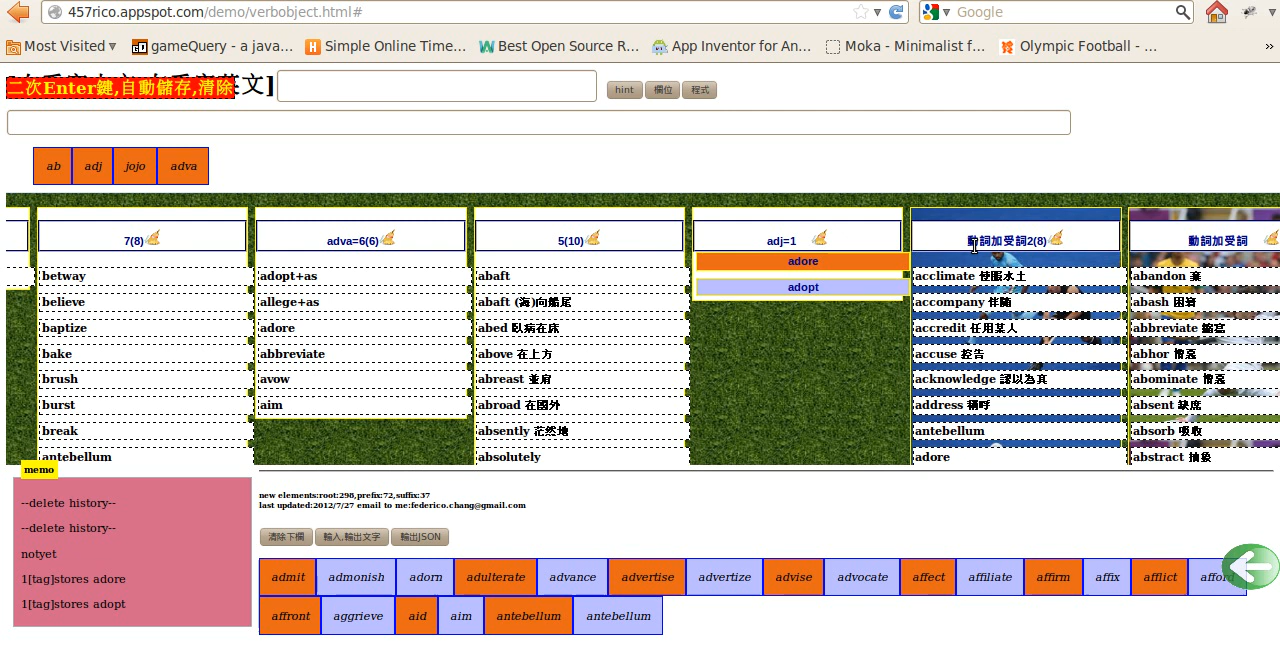 457rico.appspot.com/demo/verbobject.html#
Google
Most Visited
gameQuery - a java...
Simple Online Time...
Best Open Source R...
App Inventor for An...
Moka - Minimalist f...
Olympic Football - ...
二次Enter鍵,自動儲存,清除
文]
hint 欄位 程式
ab adj jojo adva
7(8) adva=6(6) 5(10) adj=1 動詞加受詞2(8) 動詞加受詞
adore
adopt
betway adopt+as abaft acclimate 使服水土 abandon 棄
believe allege+as abaft (海)向船尾 accompany 伴隨 abash 困窘
baptize adore abed 臥病在床 accredit 任用某人 abbreviate 縮寫
bake abbreviate above 在上方 accuse 控告 abhor 憎惡
brush avow abreast 並肩 acknowledge 認以為真 abominate 憎惡
burst aim abroad 在國外 address 稱呼 absent 缺席
break absently 茫然地 antebellum absorb 吸收
antebellum absolutely adore abstract 抽象
memo
--delete history--
--delete history--
notyet
1[tag]stores adore
1[tag]stores adopt
new elements:root:298,prefix:72,suffix:37
last updated:2012/7/27 email to me:federico.chang@gmail.com
清除下欄 輸入,輸出文字 輸出JSON
admit admonish adorn adulterate advance advertise advertize advise advocate affect affiliate affirm affix afflict afford
affront aggrieve aid aim antebellum antebellum